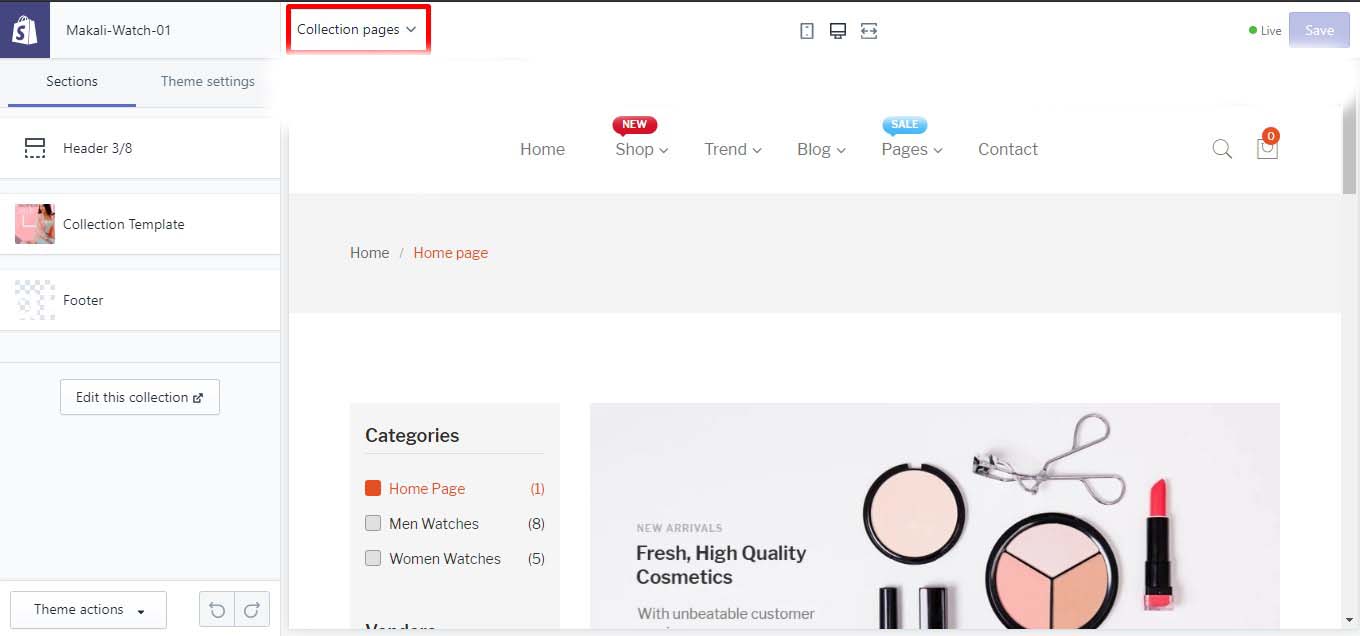 Makali-Watch-01
Collection pages
Live
Save
Sections
Theme settings
Header 3/8
Collection Template
Footer
Edit this collection
Theme actions
NEW
SALE
Home
Shop
Trend
Blog
Pages
Contact
0
Home / Home page
Categories
Home Page (1)
Men Watches (8)
Women Watches (5)
Vendors
NEW ARRIVALS
Fresh, High Quality
Cosmetics
With unbeatable customer